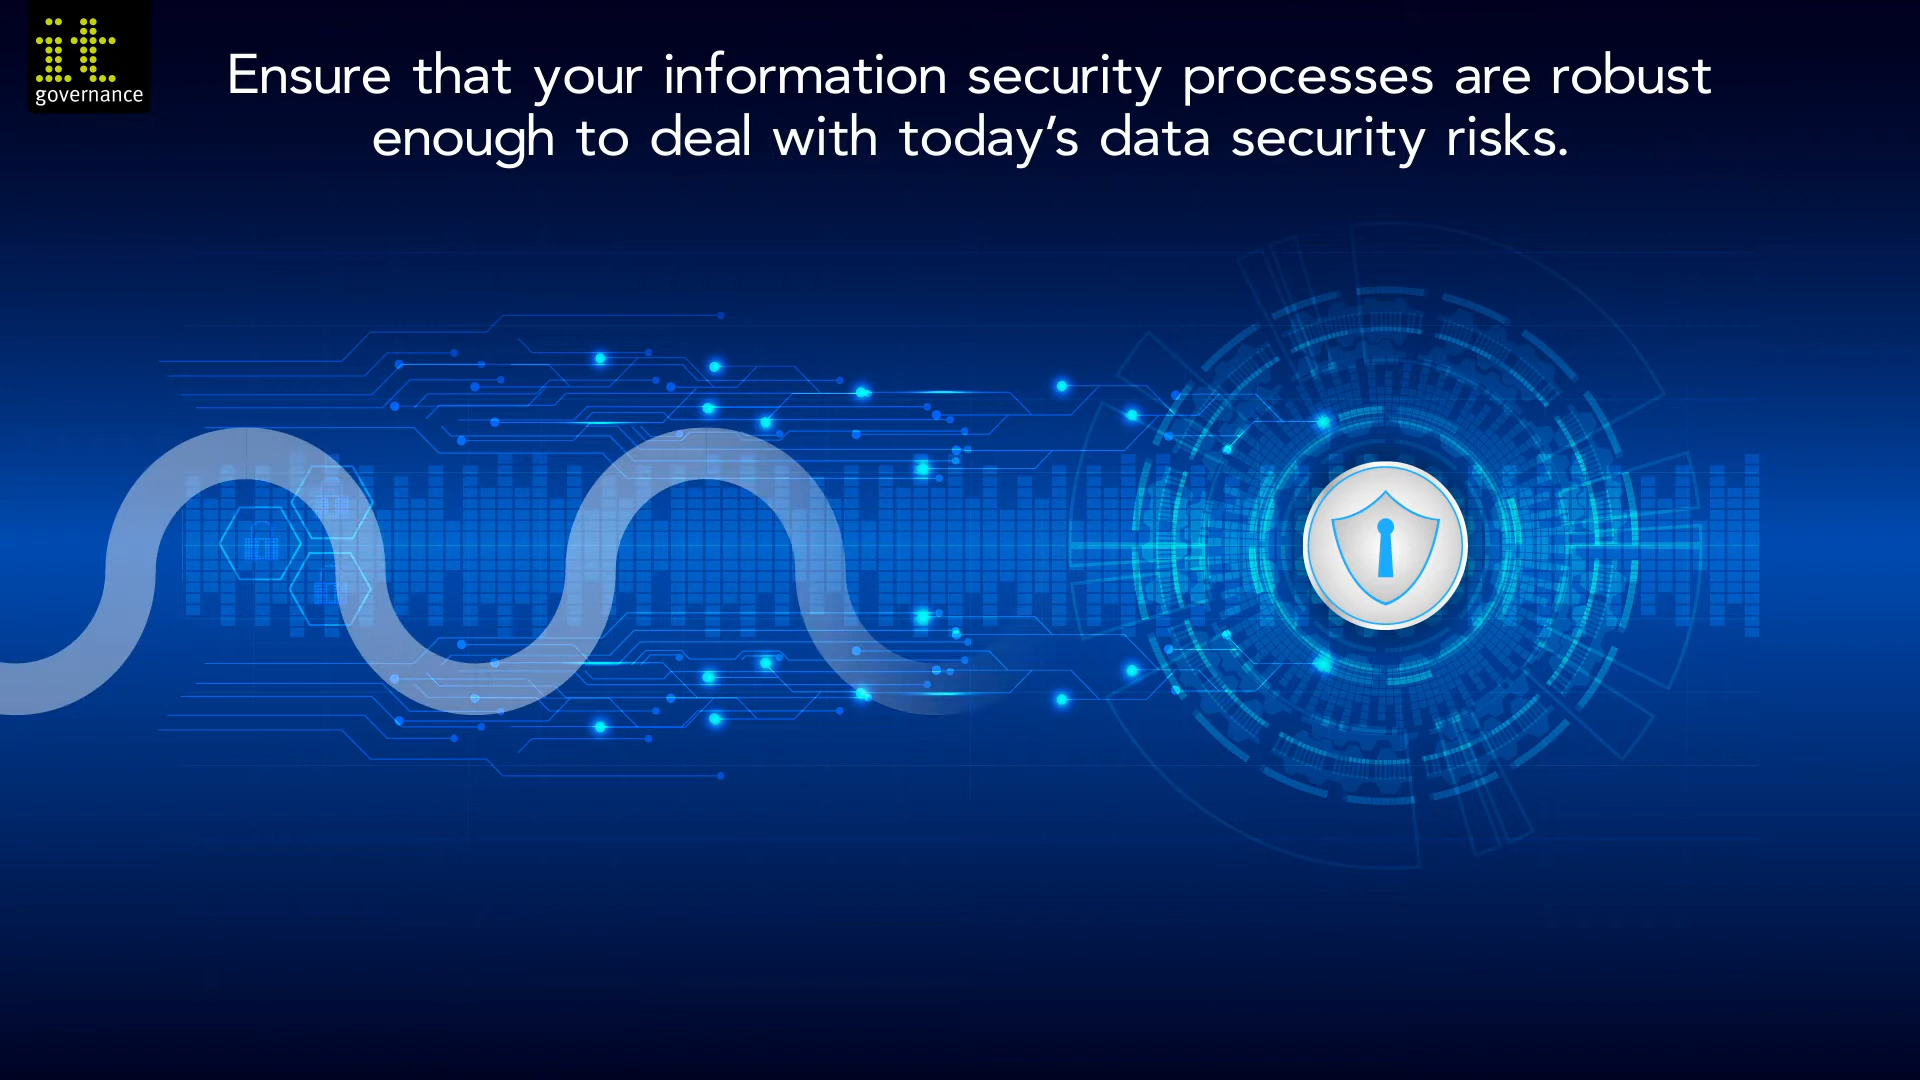 it
governance
Ensure that your information security processes are robust
enough to deal with today’s data security risks.